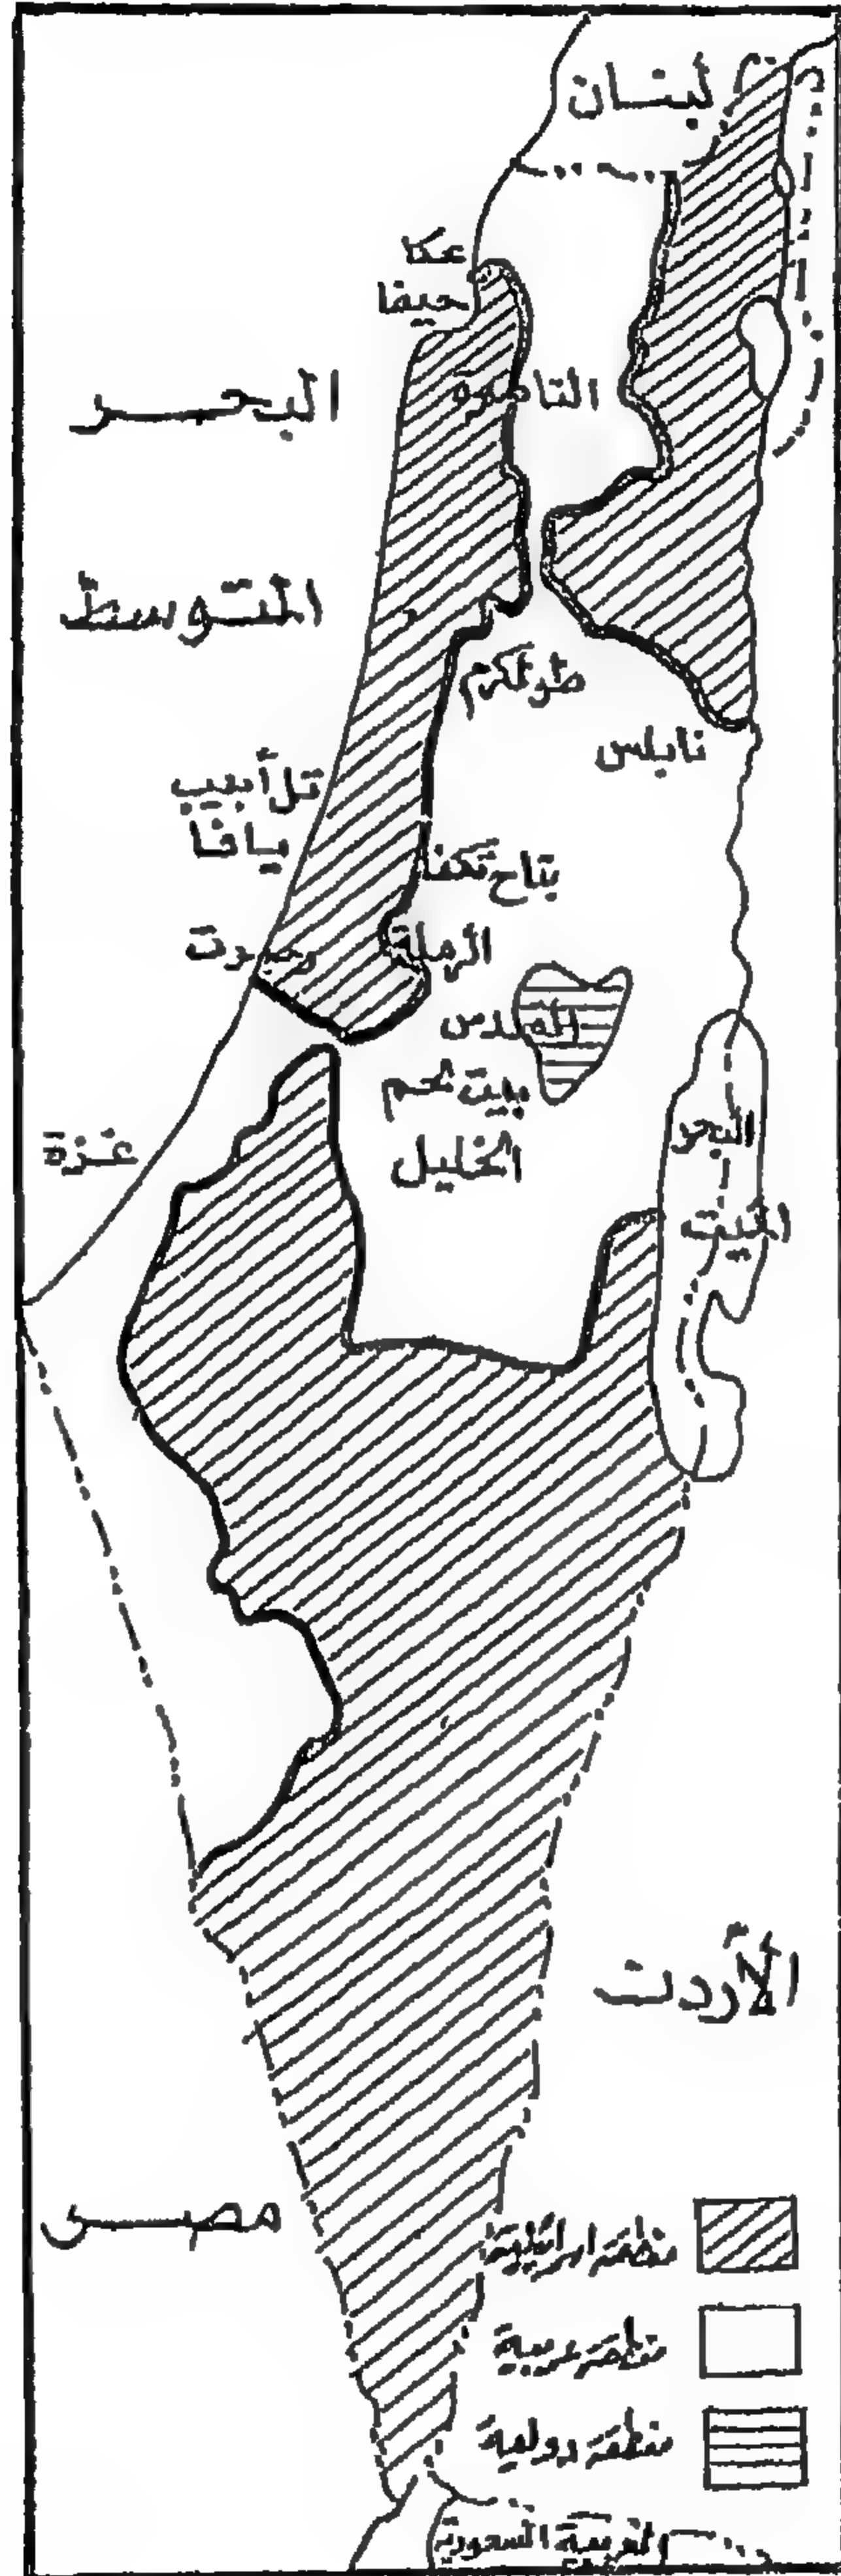 لبنان
عكا
حيفا
البحر
الناصرة
المتوسط
طولكرم
نابلس
تل أبيب
يافا
بتاح تكفا
الرملة
القدس
بيت لحم
البحر
غزة
الخليل
الميت
الأردن
مصر
منطقة اسرائيلية
منطقة عربية
منطقة دولية
العربية السعودية